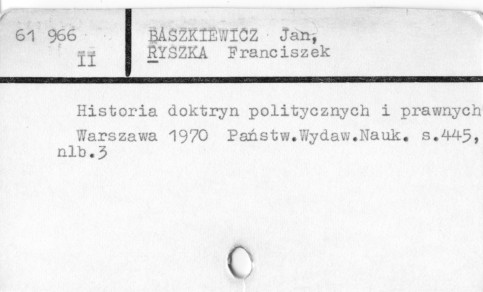 61 966 BASZKIEWICZ Jan,
II RYSZKA Franciszek
Historia doktryn politycznych i prawnych
Warszawa 1970 Państw.Wydaw.Nauk. s.445,
nlb.3